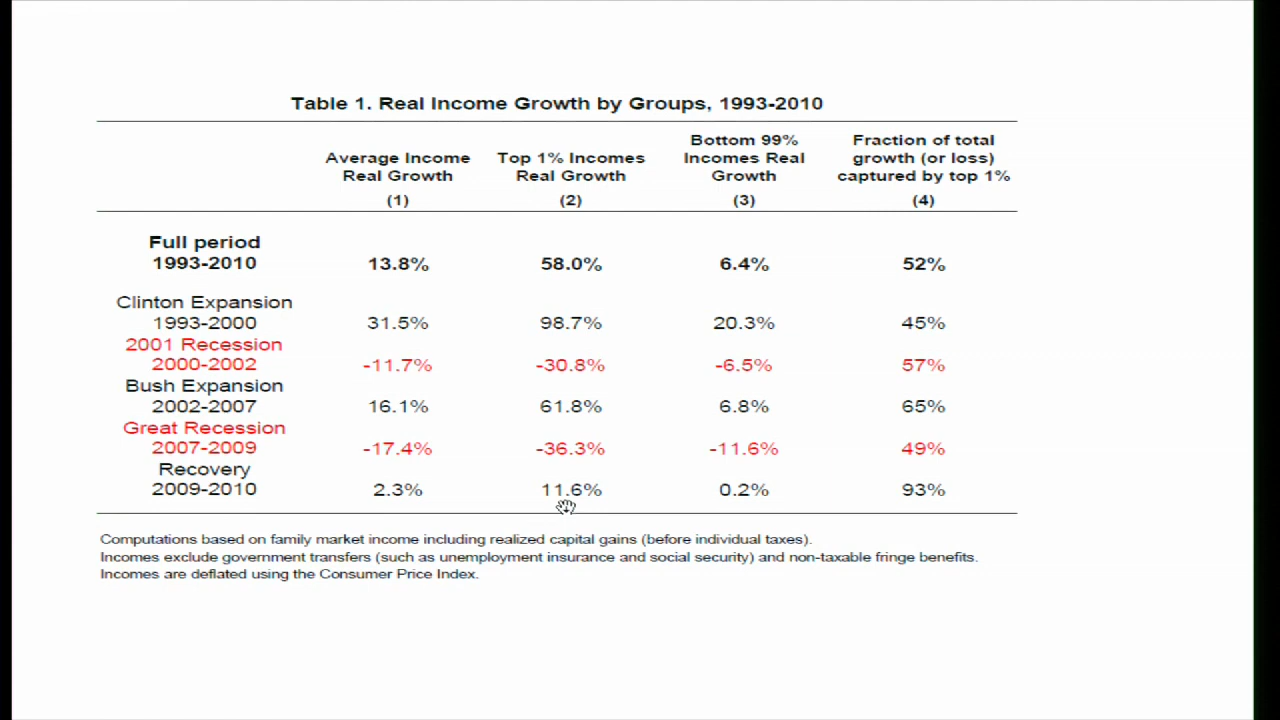 Table 1. Real Income Growth by Groups, 1993-2010
Average Income Real Growth (1)
Top 1% Incomes Real Growth (2)
Bottom 99% Incomes Real Growth (3)
Fraction of total growth (or loss) captured by top 1% (4)
Full period
1993-2010 13.8% 58.0% 6.4% 52%
Clinton Expansion
1993-2000 31.5% 98.7% 20.3% 45%
2001 Recession
2000-2002 -11.7% -30.8% -6.5% 57%
Bush Expansion
2002-2007 16.1% 61.8% 6.8% 65%
Great Recession
2007-2009 -17.4% -36.3% -11.6% 49%
Recovery
2009-2010 2.3% 11.6% 0.2% 93%
Computations based on family market income including realized capital gains (before individual taxes).
Incomes exclude government transfers (such as unemployment insurance and social security) and non-taxable fringe benefits.
Incomes are deflated using the Consumer Price Index.